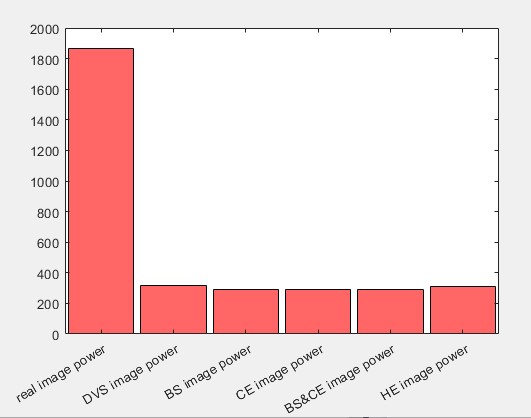 2000
1800
1600
1400
1200
1000
800
600
400
200
0
real image power
DVS image power
BS image power
CE image power
BS&CE image power
HE image power